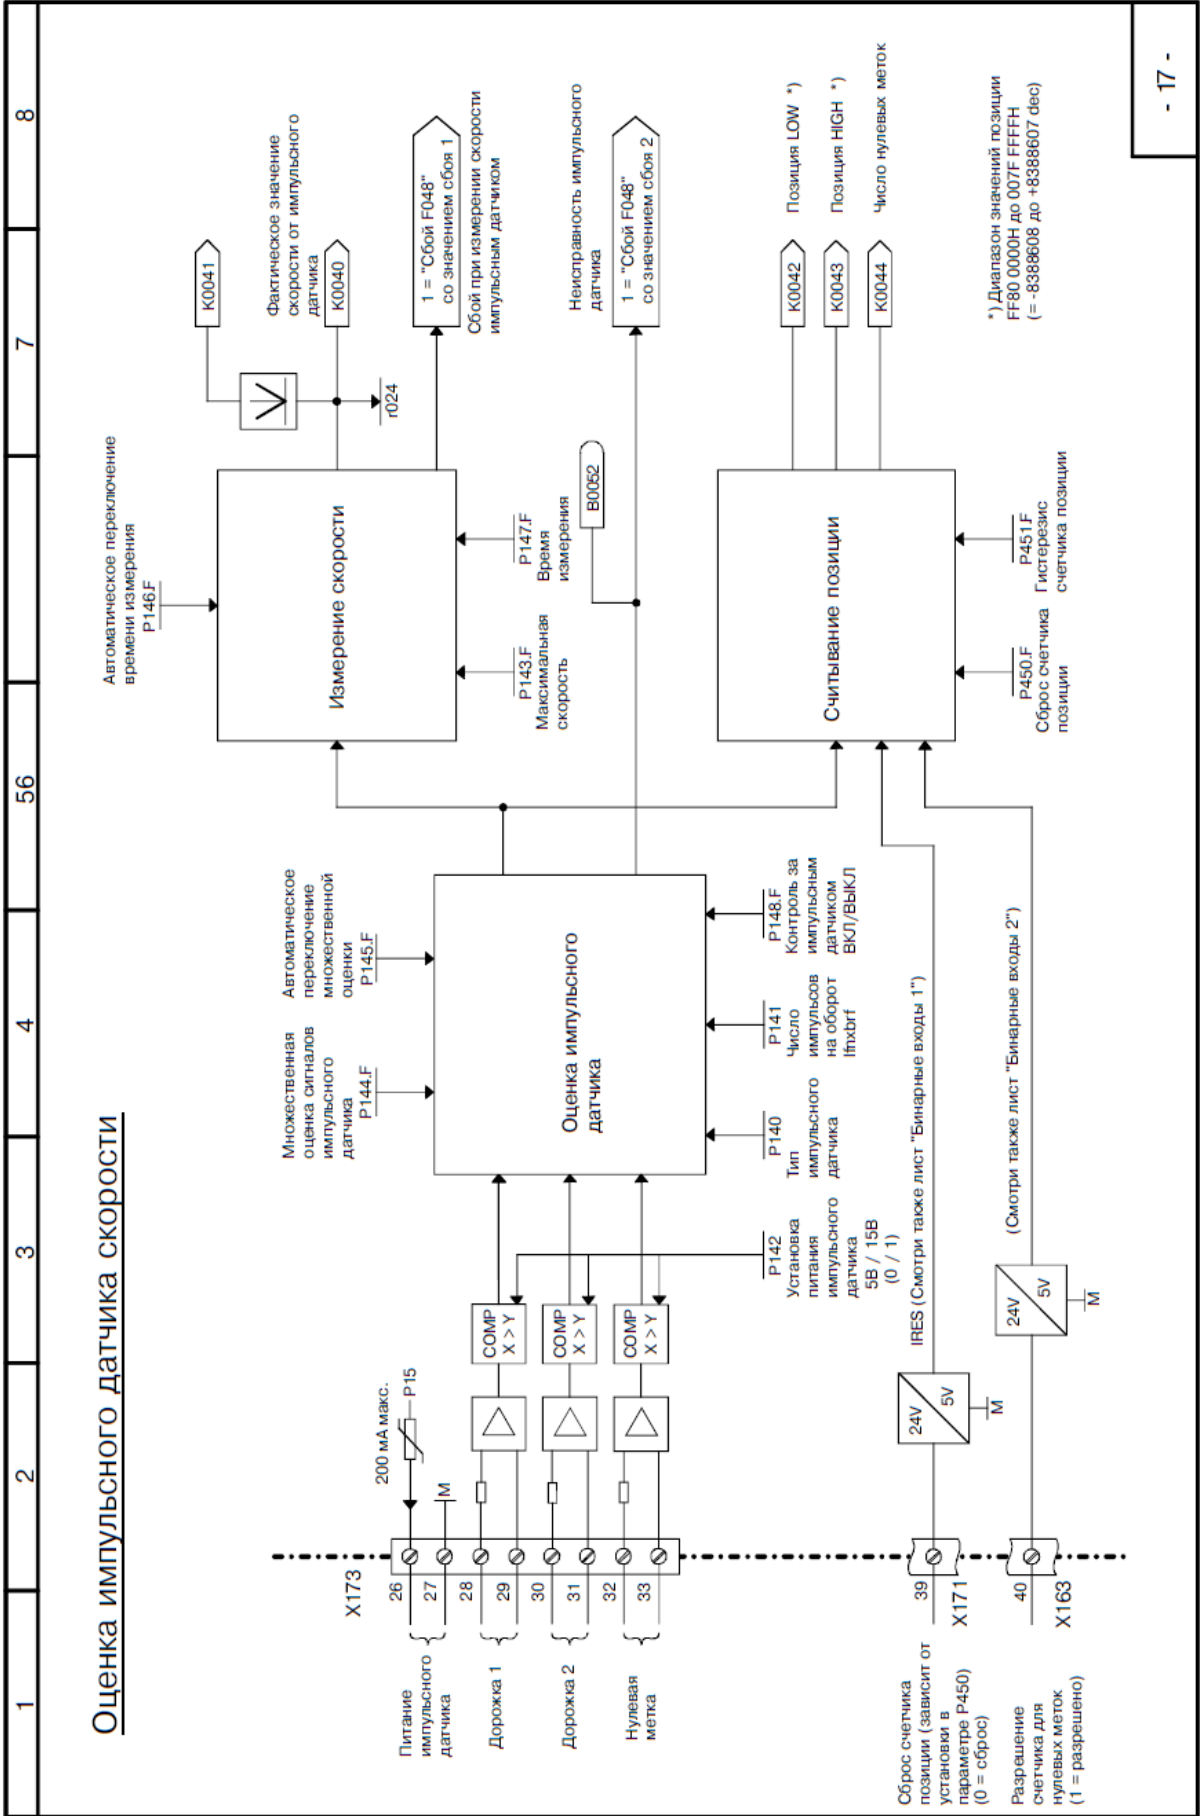 1
2
3
4
56
7
8
Оценка импульсного датчика скорости
Питание
импульсного
датчика
Дорожка 1
Дорожка 2
Нулевая
метка
X173
26
27
28
29
30
31
32
33
200 мА макс.
P15
M
COMP
X > Y
COMP
X > Y
COMP
X > Y
P142
Установка
питания
импульсного
датчика
5В / 15В
(0 / 1)
Множественная
оценка сигналов
импульсного
датчика
P144.F
Автоматическое
переключение
множественной
оценки
P145.F
Оценка импульсного
датчика
P140
Тип
импульсного
датчика
P141
Число
импульсов
на оборот
lfnxbrf
P148.F
Контроль за
импульсным
датчиком
ВКЛ/ВЫКЛ
Автоматическое переключение
времени измерения
P146.F
Измерение скорости
P143.F
Максимальная
скорость
P147.F
Время
измерения
B0052
K0041
Фактическое значение
скорости от импульсного
датчика
K0040
r024
1 = "Сбой F048"
со значением сбоя 1
Сбой при измерении скорости
импульсным датчиком
Неисправность импульсного
датчика
1 = "Сбой F048"
со значением сбоя 2
Считывание позиции
P450.F
Сброс счетчика
позиции
P451.F
Гистерезис
счетчика позиции
K0042
Позиция LOW *)
K0043
Позиция HIGH *)
K0044
Число нулевых меток
*) Диапазон значений позиции
FF80 0000H до 007F FFFFH
(= -8388608 до +8388607 dec)
Сброс счетчика
позиции (зависит от
установки в
параметре P450)
(0 = сброс)
39
X171
24V
5V
M
IRES (Смотри также лист "Бинарные входы 1")
Разрешение
счетчика для
нулевых меток
(1 = разрешено)
40
X163
24V
5V
M
(Смотри также лист "Бинарные входы 2")
- 17 -